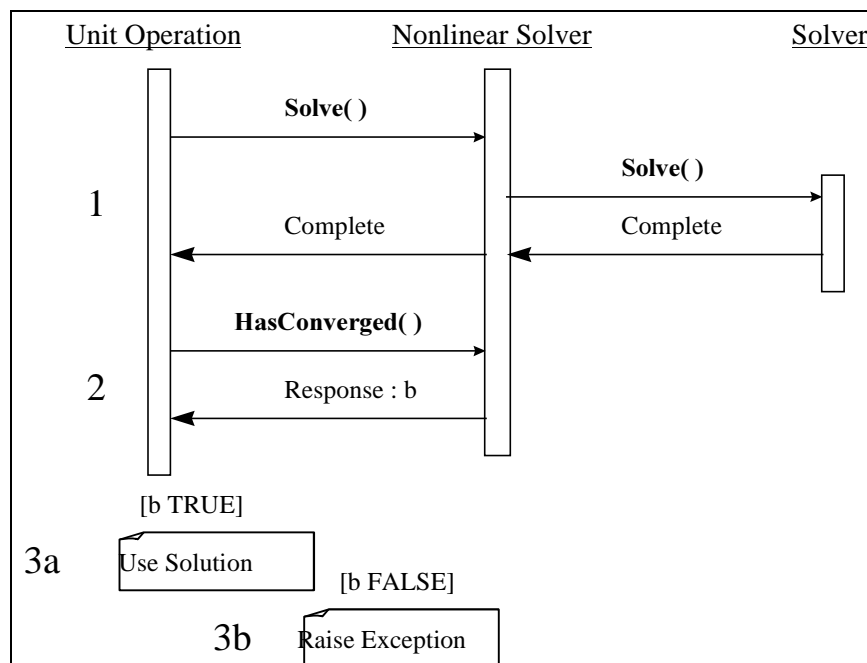 Unit Operation Nonlinear Solver Solver
Solve( )
Solve( )
1
Complete Complete
HasConverged( )
2
Response : b
[b TRUE]
3a Use Solution
[b FALSE]
3b Raise Exception